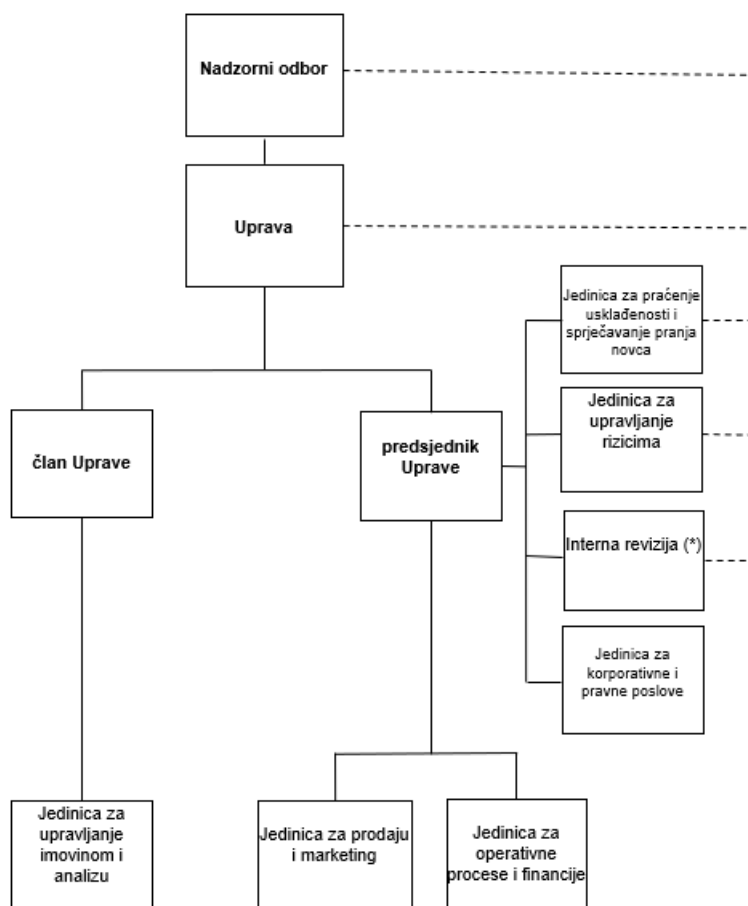 Nadzorni odbor
Uprava
Jedinica za praćenje
usklađenosti i
sprječavanje pranja
novca
Jedinica za
upravljanje
rizicima
član Uprave
predsjednik
Uprave
Interna revizija (*)
Jedinica za
korporativne i
pravne poslove
Jedinica za
upravljanje
imovinom i
analizu
Jedinica za prodaju
i marketing
Jedinica za
operativne
procese i financije